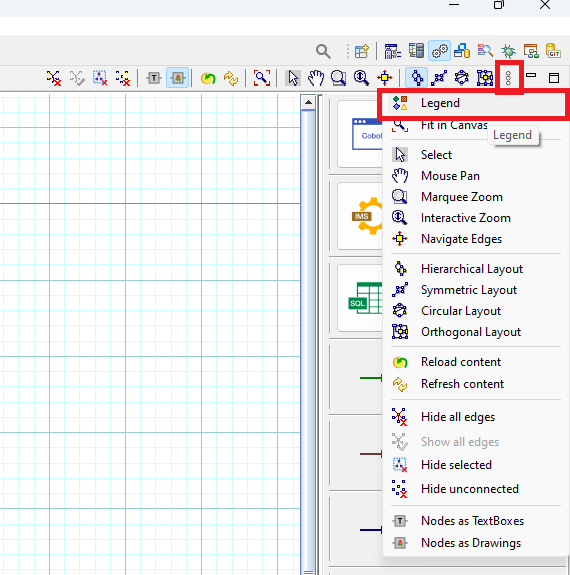 GIT
T
Legend
Fit in Canvas
Legend
Cobol
Select
Mouse Pan
Marquee Zoom
IMS
Interactive Zoom
Navigate Edges
Hierarchical Layout
Symmetric Layout
SQL
Circular Layout
Orthogonal Layout
Reload content
Refresh content
Hide all edges
Show all edges
Hide selected
Hide unconnected
T
Nodes as TextBoxes
Nodes as Drawings